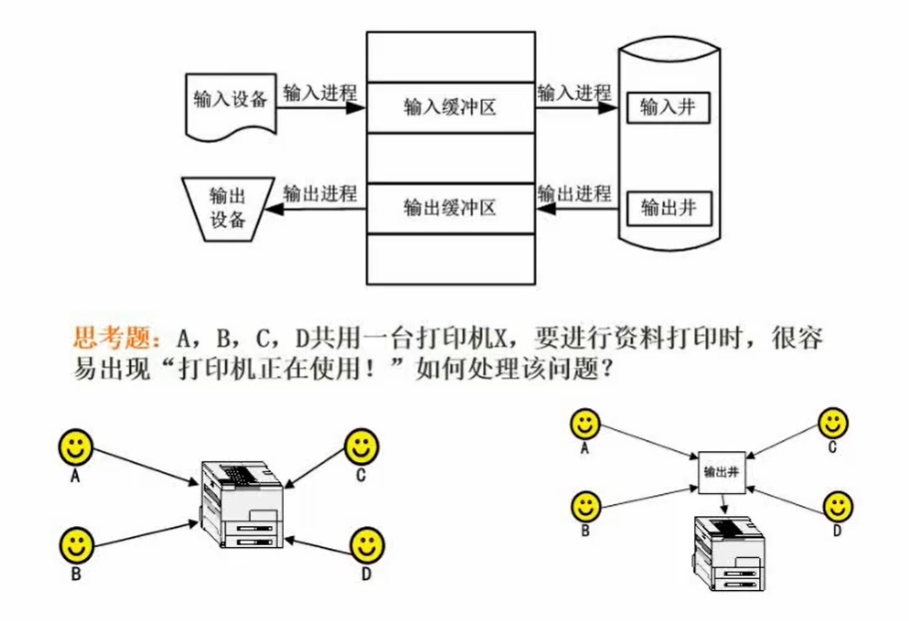 输入设备
输入进程
输入缓冲区
输入进程
输入井
输出
设备
输出进程
输出缓冲区
输出进程
输出井
思考题：A，B，C，D共用一台打印机X，要进行资料打印时，很容
易出现“打印机正在使用！”如何处理该问题？
A
C
B
D
A
C
输出井
B
D